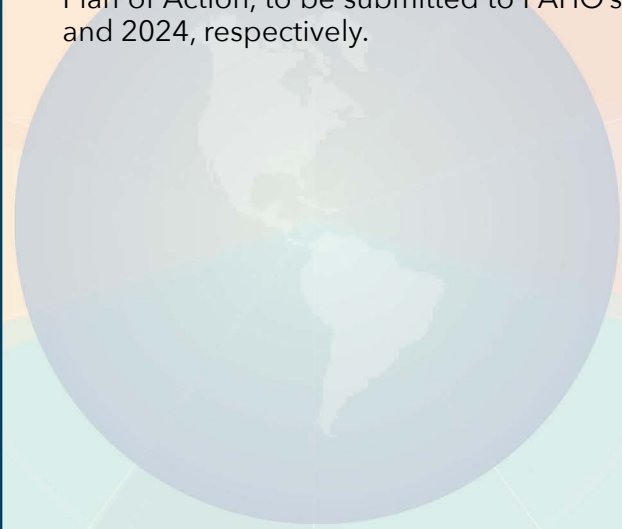 Plan of Action, to be submitted to PAHO's
and 2024, respectively.